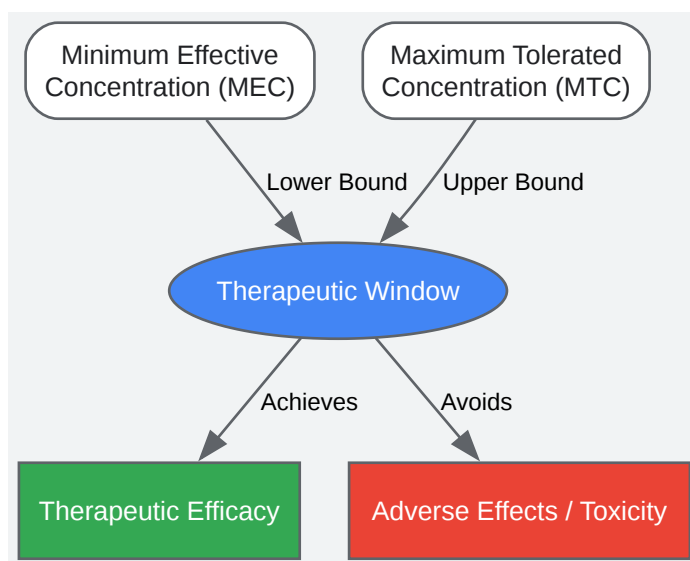 Minimum Effective
Concentration (MEC)
Maximum Tolerated
Concentration (MTC)
Lower Bound
Upper Bound
Therapeutic Window
Achieves
Avoids
Therapeutic Efficacy
Adverse Effects / Toxicity